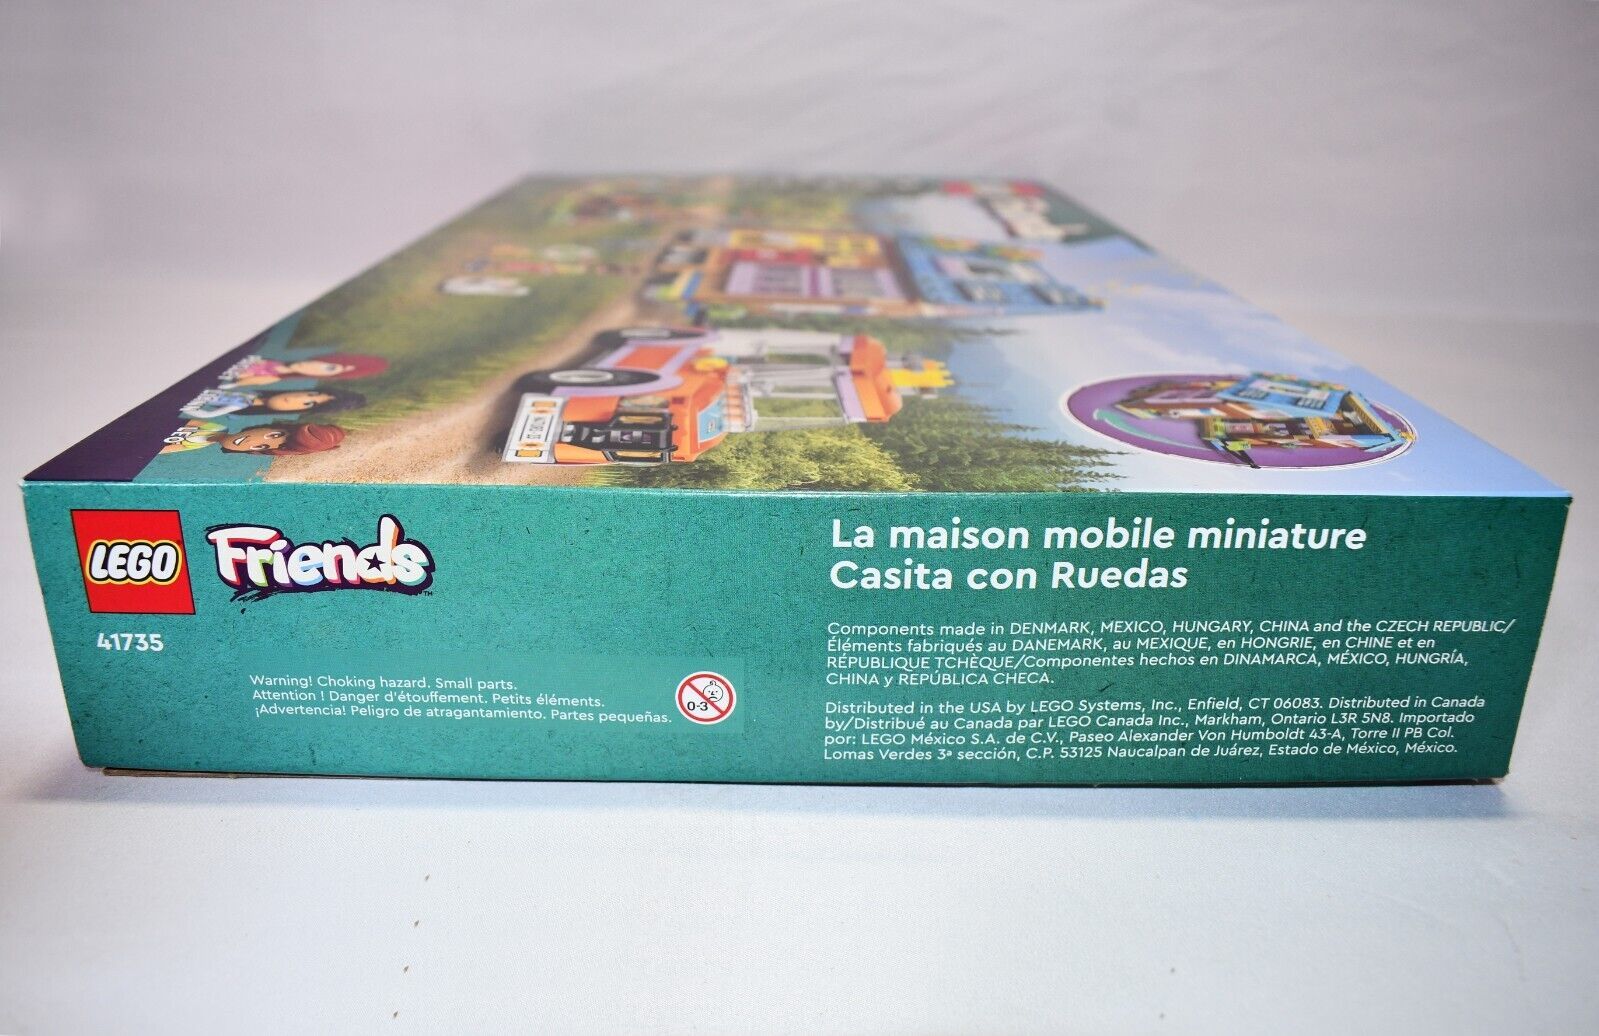 PAISLEY
LIANN
LEO
LEGO
Friends™
41735
Warning! Choking hazard. Small parts.
Attention ! Danger d'étouffement. Petits éléments.
¡Advertencia! Peligro de atragantamiento. Partes pequeñas.
0-3
La maison mobile miniature
Casita con Ruedas
Components made in DENMARK, MEXICO, HUNGARY, CHINA and the CZECH REPUBLIC/
Éléments fabriqués au DANEMARK, au MEXIQUE, en HONGRIE, en CHINE et en
RÉPUBLIQUE TCHÈQUE/Componentes hechos en DINAMARCA, MÉXICO, HUNGRÍA,
CHINA y REPÚBLICA CHECA.
Distributed in the USA by LEGO Systems, Inc., Enfield, CT 06083. Distributed in Canada
by/Distribué au Canada par LEGO Canada Inc., Markham, Ontario L3R 5N8. Importado
por: LEGO México S.A. de C.V., Paseo Alexander Von Humboldt 43-A, Torre II PB Col.
Lomas Verdes 3ª sección, C.P. 53125 Naucalpan de Juárez, Estado de México, México.